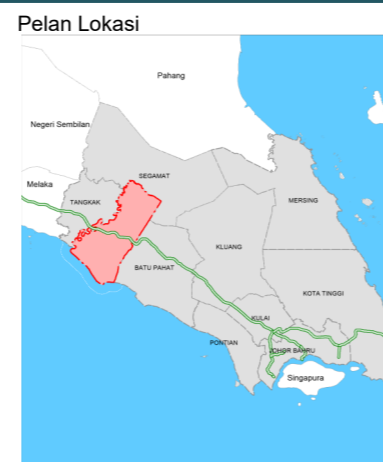 Pelan Lokasi
Pahang
Negeri Sembilan
SEGAMAT
Melaka
TANGKAK
MERSING
KLUANG
BATU PAHAT
KOTA TINGGI
KULAI
PONTIAN
JOHOR BAHRU
Singapura